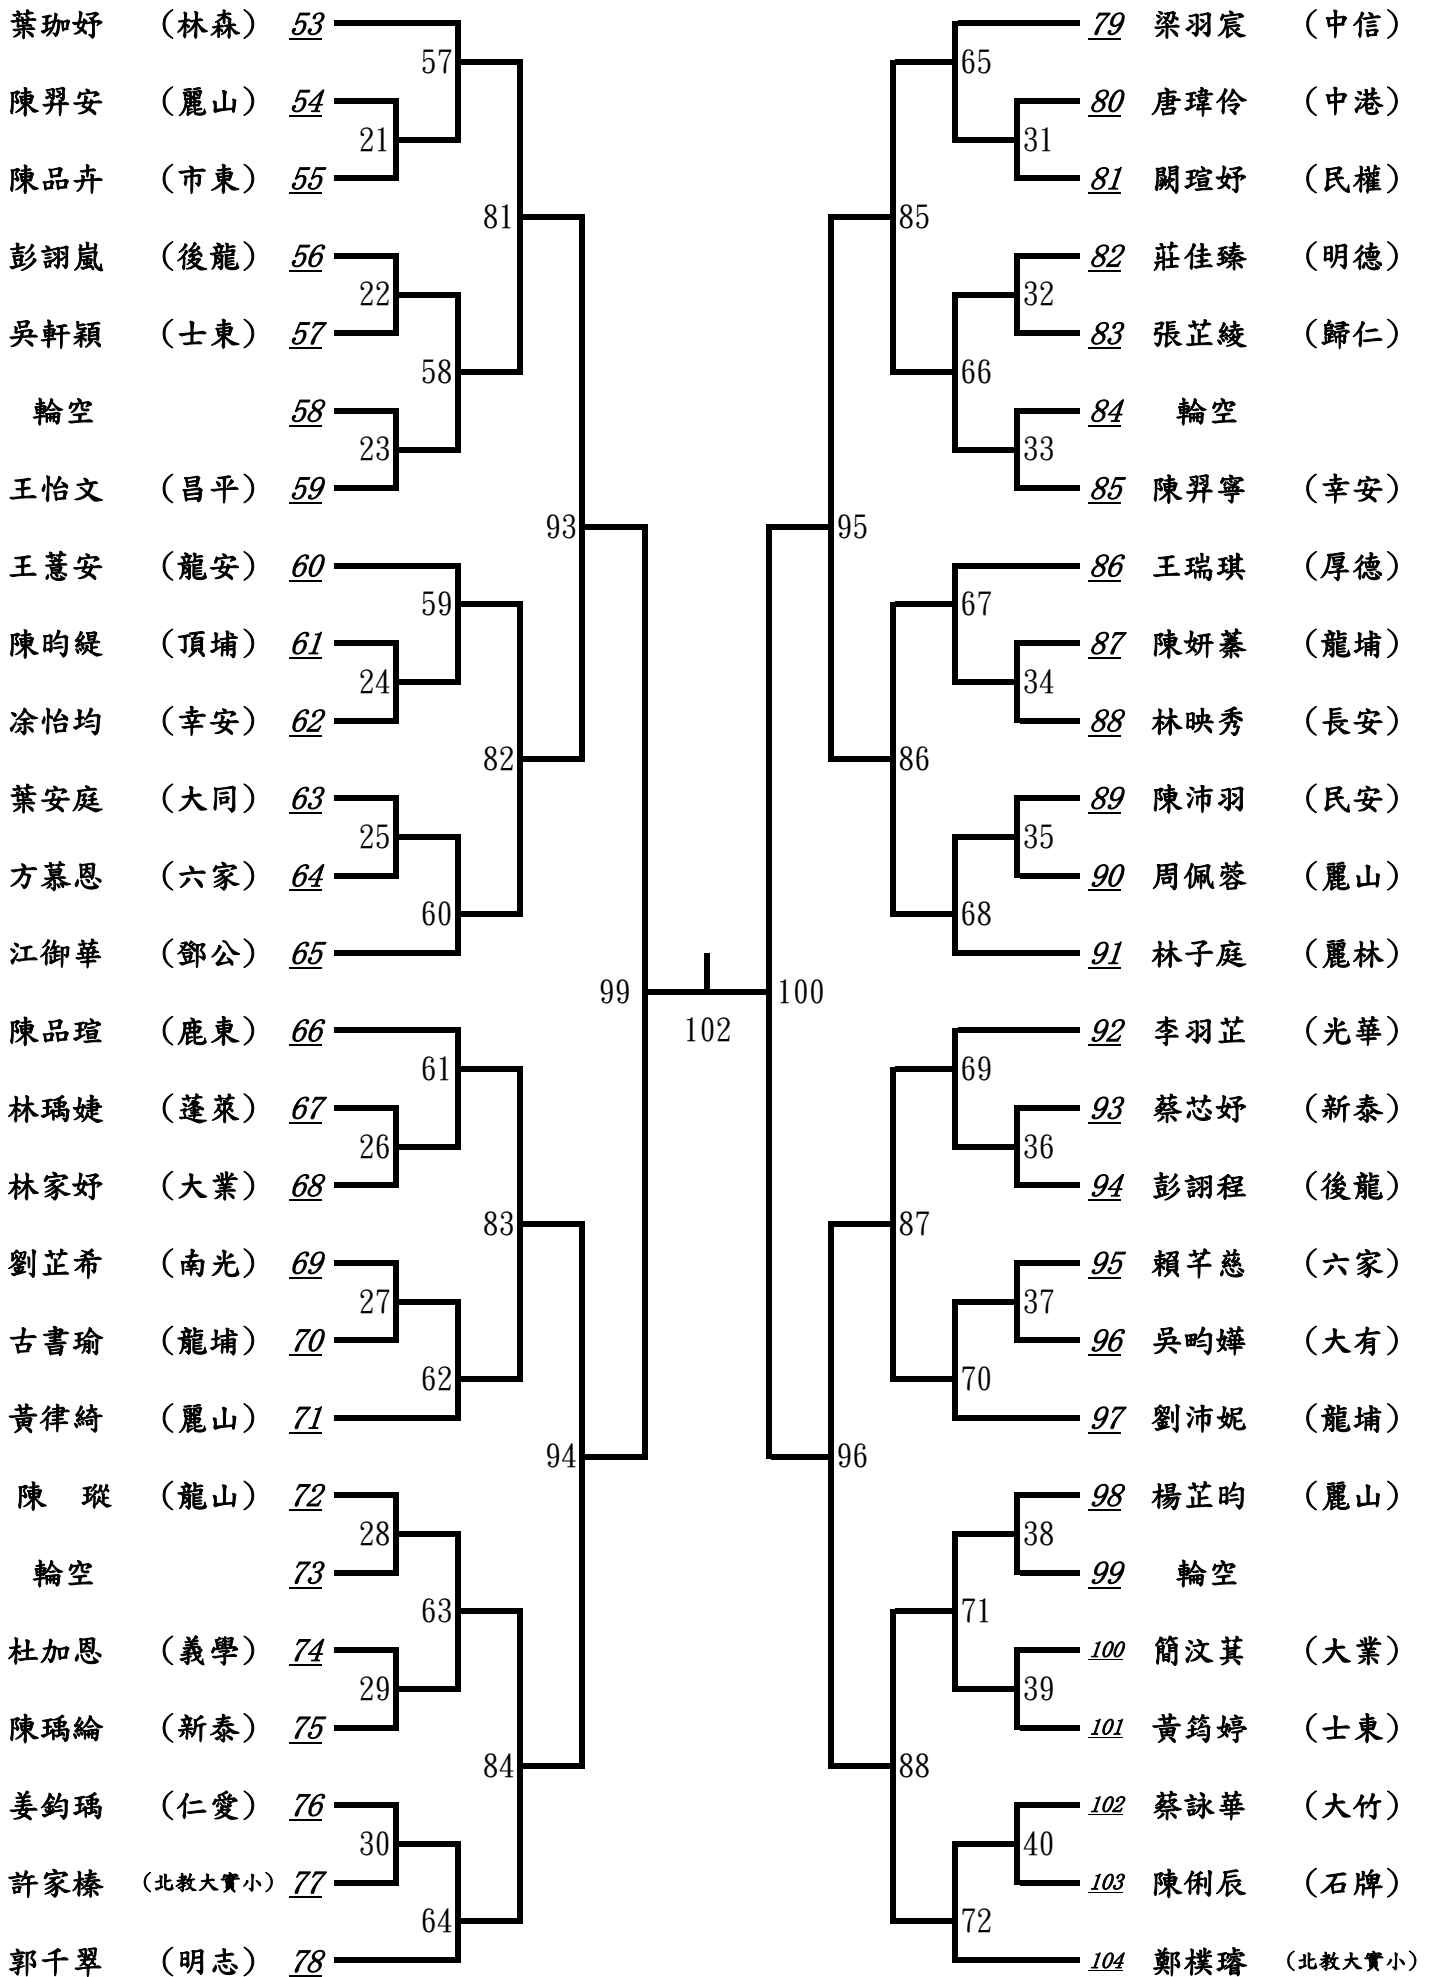 葉珈妤 (林森) 53
57
陳羿安 (麗山) 54
21
陳品卉 (市東) 55
81
彭詡嵐 (後龍) 56
22
吳軒穎 (士東) 57
58
輪空 58
23
王怡文 (昌平) 59
93
王薏安 (龍安) 60
59
陳昀緹 (頂埔) 61
24
凃怡均 (幸安) 62
82
葉安庭 (大同) 63
25
方慕恩 (六家) 64
60
江御華 (鄧公) 65
99
陳品瑄 (鹿東) 66
61
林瑀婕 (蓬萊) 67
26
林家妤 (大業) 68
83
劉芷希 (南光) 69
27
古書瑜 (龍埔) 70
62
黃律綺 (麗山) 71
94
陳 瑽 (龍山) 72
28
輪空 73
63
杜加恩 (義學) 74
29
陳瑀綸 (新泰) 75
84
姜鈞瑀 (仁愛) 76
30
許家榛 (北教大實小) 77
64
郭千翠 (明志) 78
102
79 梁羽宸 (中信)
65
80 唐瑋伶 (中港)
31
81 闕瑄妤 (民權)
85
82 莊佳臻 (明德)
32
83 張芷綾 (歸仁)
66
84 輪空
33
85 陳羿寧 (幸安)
95
86 王瑞琪 (厚德)
67
87 陳妍蓁 (龍埔)
34
88 林映秀 (長安)
86
89 陳沛羽 (民安)
35
90 周佩蓉 (麗山)
68
91 林子庭 (麗林)
100
92 李羽芷 (光華)
69
93 蔡芯妤 (新泰)
36
94 彭詡程 (後龍)
87
95 賴芊慈 (六家)
37
96 吳畇嬅 (大有)
70
97 劉沛妮 (龍埔)
96
98 楊芷昀 (麗山)
38
99 輪空
71
100 簡汶萁 (大業)
39
101 黃筠婷 (士東)
88
102 蔡詠華 (大竹)
40
103 陳俐辰 (石牌)
72
104 鄭樸璿 (北教大實小)